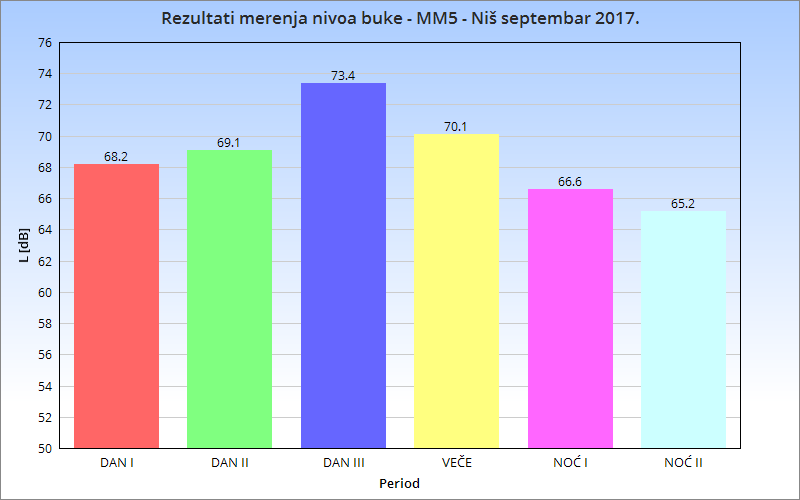 Rezultati merenja nivoa buke - MM5 - Niš septembar 2017.
76
74
72
70
68
66
64
62
60
58
56
54
52
50
L [dB]
68.2
69.1
73.4
70.1
66.6
65.2
DAN I
DAN II
DAN III
VEČE
NOĆ I
NOĆ II
Period